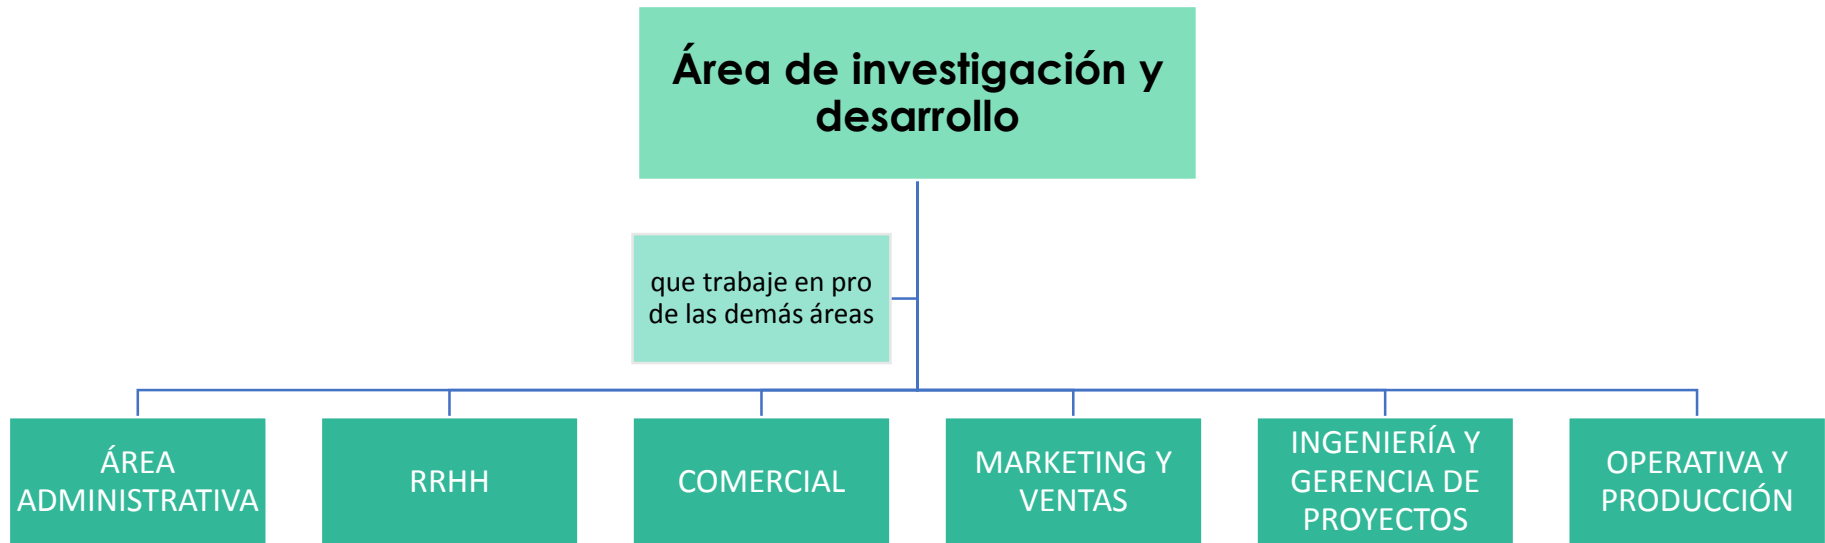 Área de investigación y
desarrollo
que trabaje en pro
de las demás áreas
ÁREA
ADMINISTRATIVA
RRHH
COMERCIAL
MARKETING Y
VENTAS
INGENIERÍA Y
GERENCIA DE
PROYECTOS
OPERATIVA Y
PRODUCCIÓN